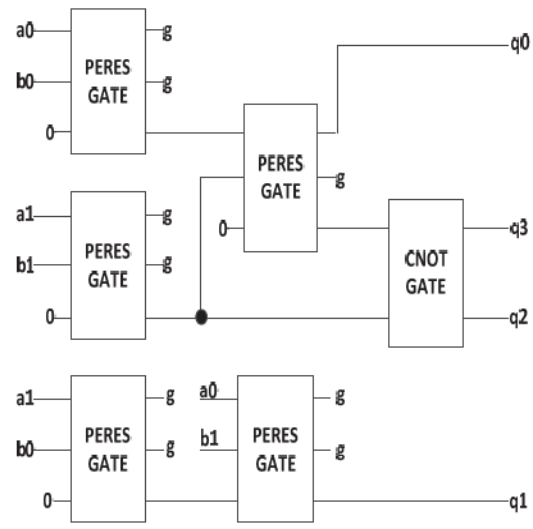 a0 g q0
PERES
GATE
b0 g
0
PERES
GATE
a1 g g
PERES
GATE
0 q3
b1 g
CNOT
GATE
0 q2
a1 g a0 g
PERES
GATE
b0 g b1 g
PERES
GATE
0 q1